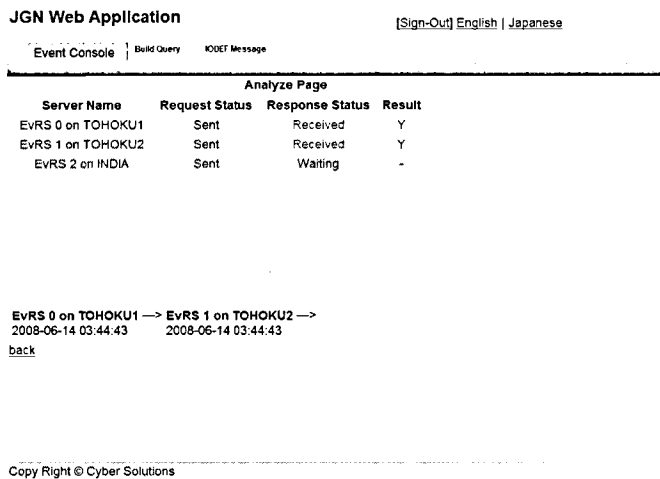 JGN Web Application
[Sign-Out] English | Japanese
Event Console | Build Query IODEF Message
Analyze Page
Server Name Request Status Response Status Result
EvRS 0 on TOHOKU1 Sent Received Y
EvRS 1 on TOHOKU2 Sent Received Y
EvRS 2 on INDIA Sent Waiting -
EvRS 0 on TOHOKU1 —> EvRS 1 on TOHOKU2 —>
2008-06-14 03:44:43 2008-06-14 03:44:43
back
Copy Right © Cyber Solutions